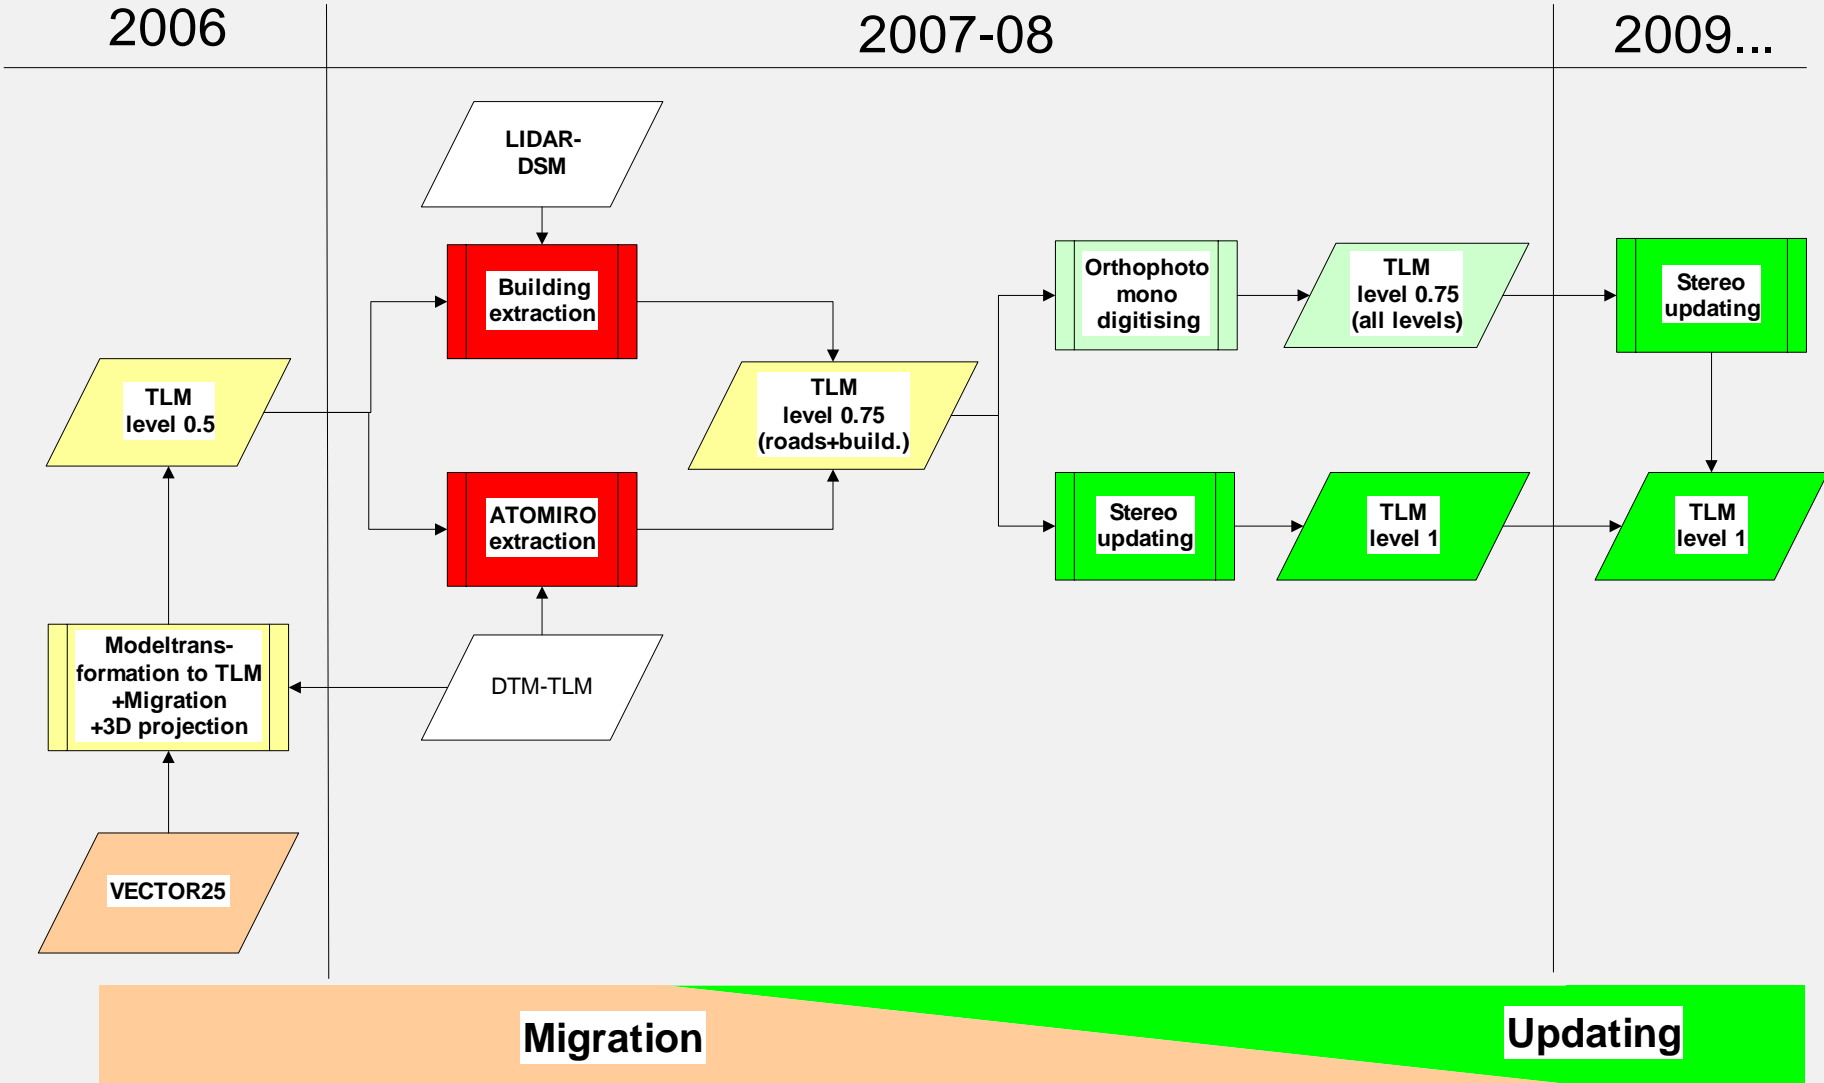 2006
2007-08
2009...
LIDAR-
DSM
Building
extraction
Orthophoto
mono
digitising
TLM
level 0.75
(all levels)
Stereo
updating
TLM
level 0.5
TLM
level 0.75
(roads+build.)
ATOMIRO
extraction
Stereo
updating
TLM
level 1
TLM
level 1
Modeltrans-
formation to TLM
+Migration
+3D projection
DTM-TLM
VECTOR25
Migration
Updating